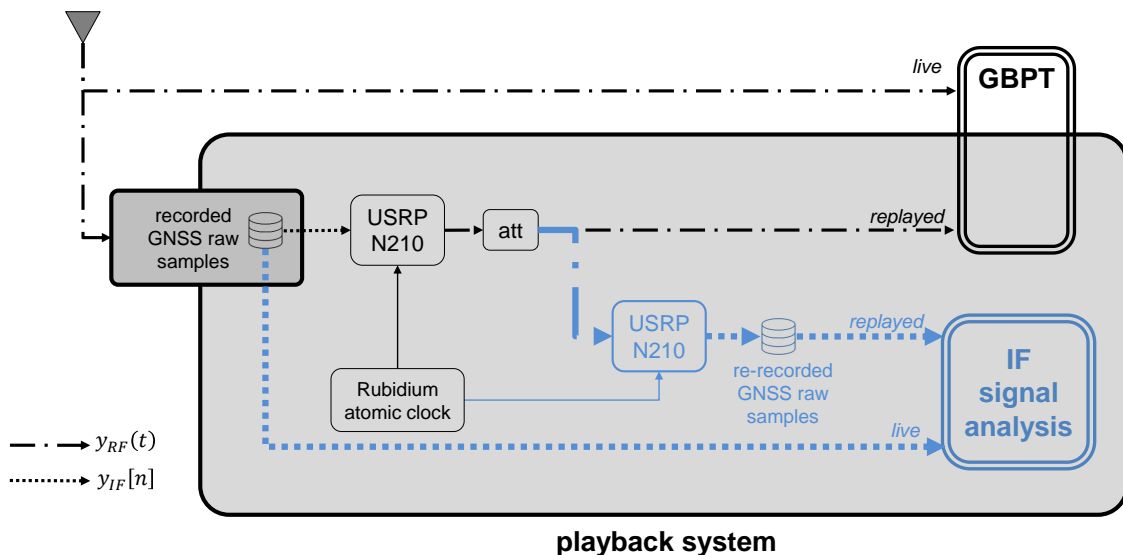 live
GBPT
recorded
GNSS raw
samples
USRP
N210
att
replayed
USRP
N210
replayed
re-recorded
GNSS raw
samples
IF
signal
analysis
Rubidium
atomic clock
live
y_{RF}(t)
y_{IF}[n]
playback system